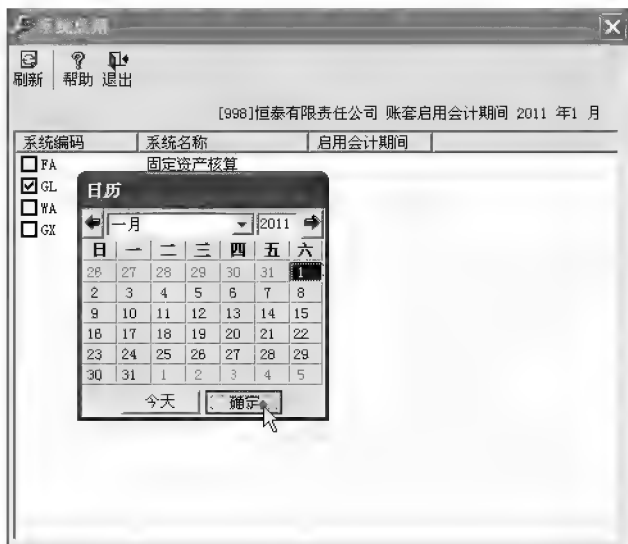 系统启用
刷新 帮助 退出
[998]恒泰有限责任公司 账套启用会计期间 2011 年1 月
系统编码 系统名称 启用会计期间
FA 固定资产核算
GL
WA
GX
日历
一月 2011
日 一 二 三 四 五 六
26 27 28 29 30 31 1
2 3 4 5 6 7 8
9 10 11 12 13 14 15
16 17 18 19 20 21 22
23 24 25 26 27 28 29
30 31 1 2 3 4 5
今天 确定